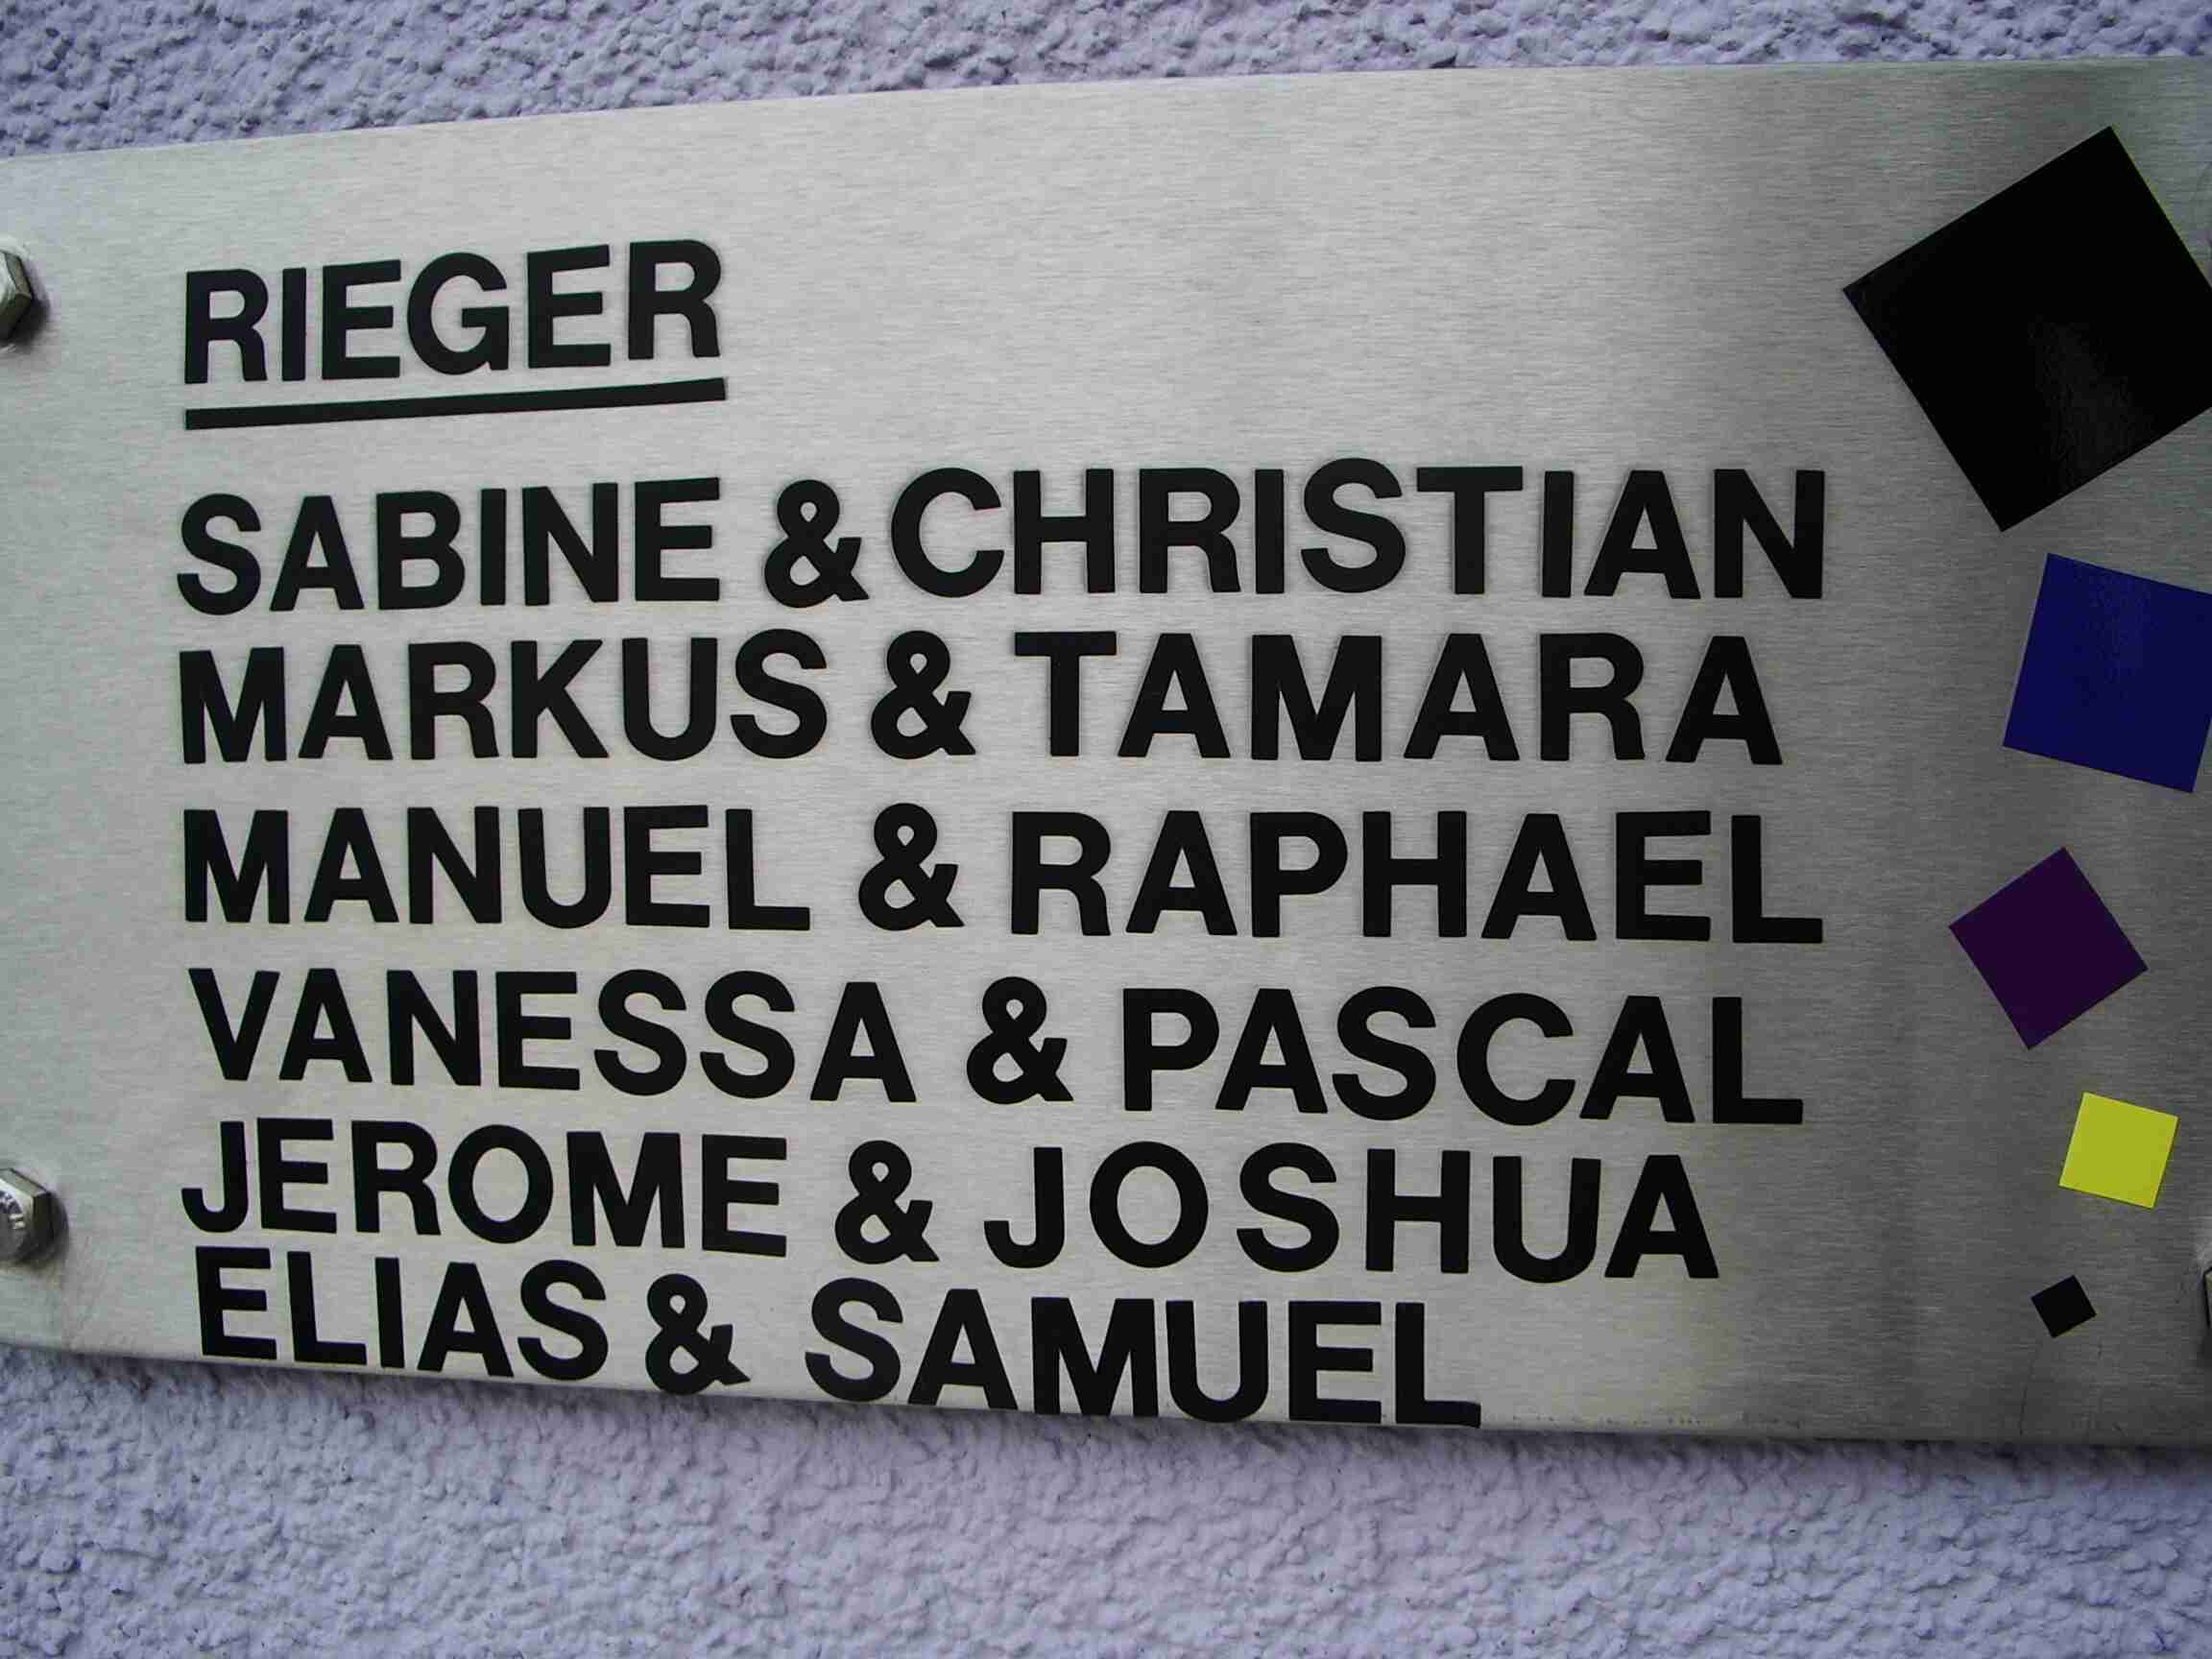 RIEGER
SABINE & CHRISTIAN
MARKUS & TAMARA
MANUEL & RAPHAEL
VANESSA & PASCAL
JEROME & JOSHUA
ELIAS & SAMUEL